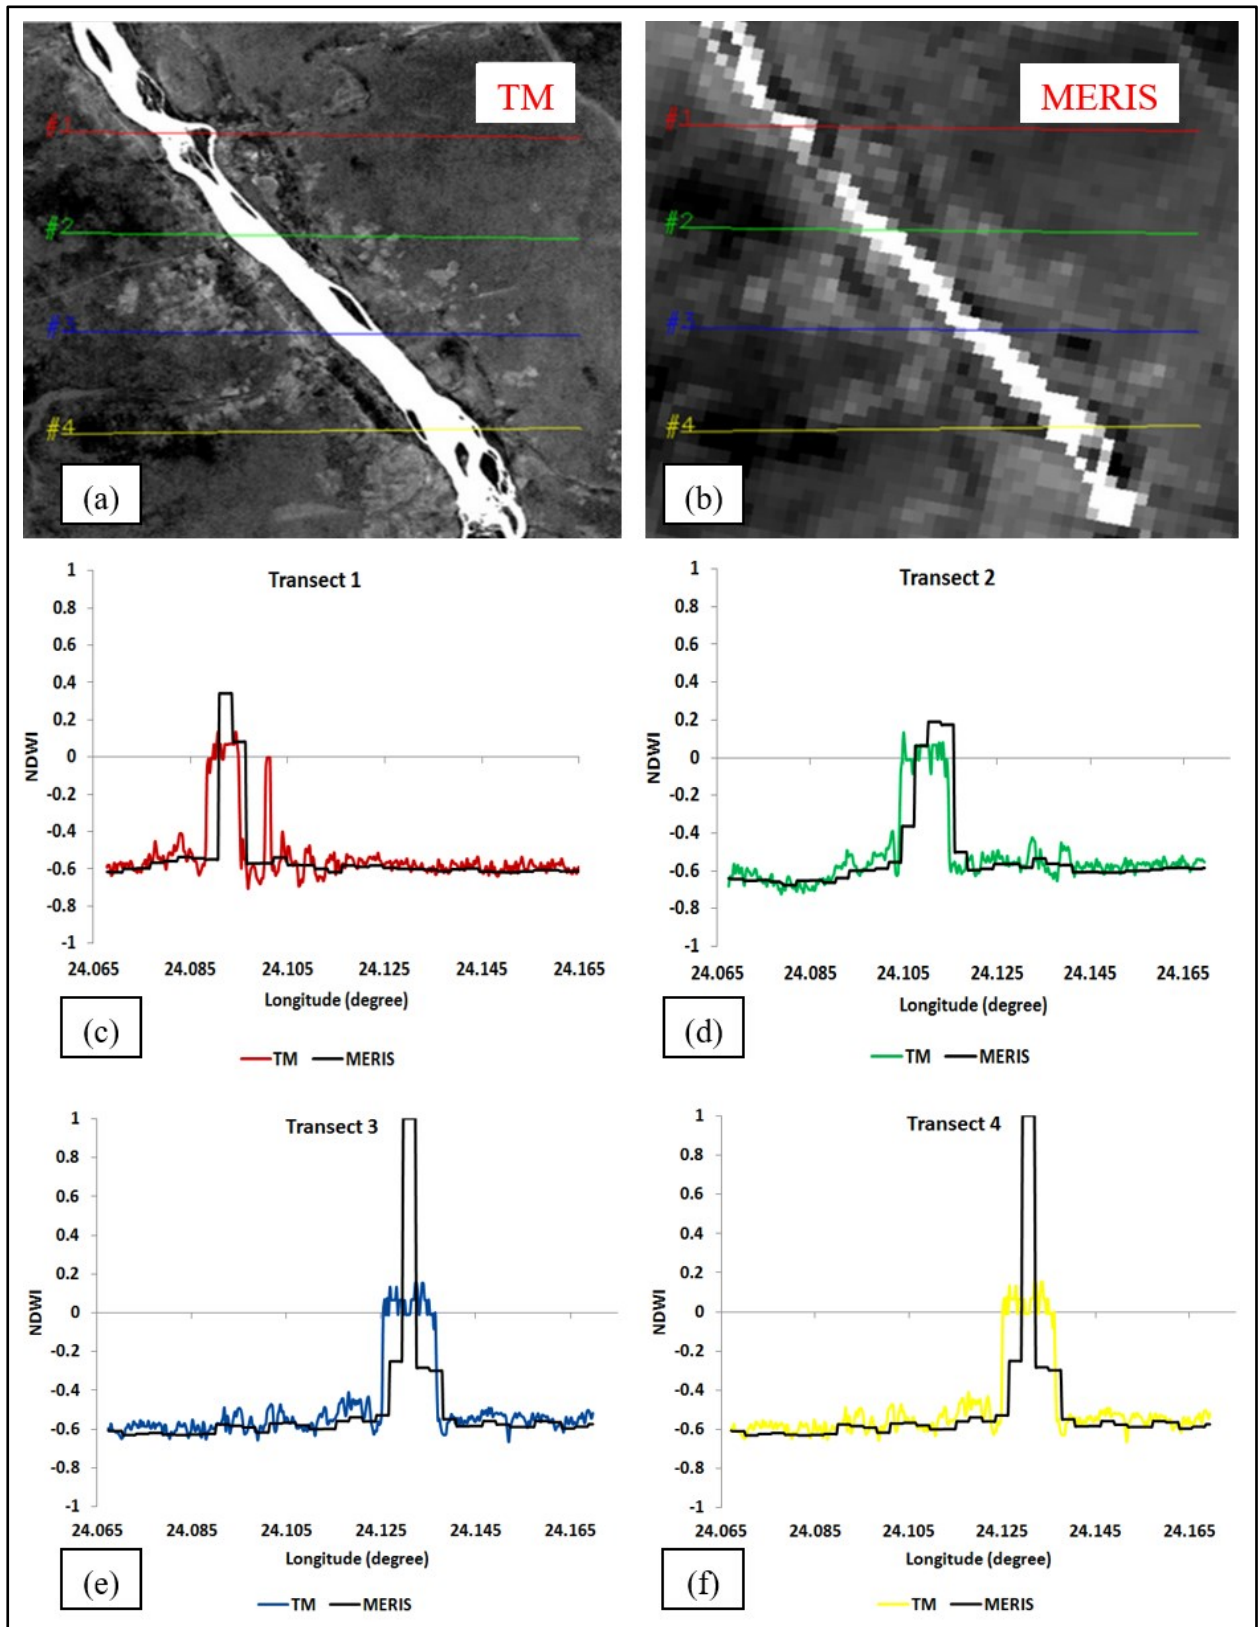 TM
MERIS
#1
#1
#2
#2
#3
#3
#4
#4
(a)
(b)
Transect 1
1
0.8
0.6
0.4
0.2
0
-0.2
-0.4
-0.6
-0.8
-1
NDWI
24.065 24.085 24.105 24.125 24.145 24.165
Longitude (degree)
(c)
TM MERIS
Transect 2
1
0.8
0.6
0.4
0.2
0
-0.2
-0.4
-0.6
-0.8
-1
NDWI
24.065 24.085 24.105 24.125 24.145 24.165
Longitude (degree)
(d)
TM MERIS
Transect 3
1
0.8
0.6
0.4
0.2
0
-0.2
-0.4
-0.6
-0.8
-1
NDWI
24.065 24.085 24.105 24.125 24.145 24.165
Longitude (degree)
(e)
TM MERIS
Transect 4
1
0.8
0.6
0.4
0.2
0
-0.2
-0.4
-0.6
-0.8
-1
NDWI
24.065 24.085 24.105 24.125 24.145 24.165
Longitude (degree)
(f)
TM MERIS